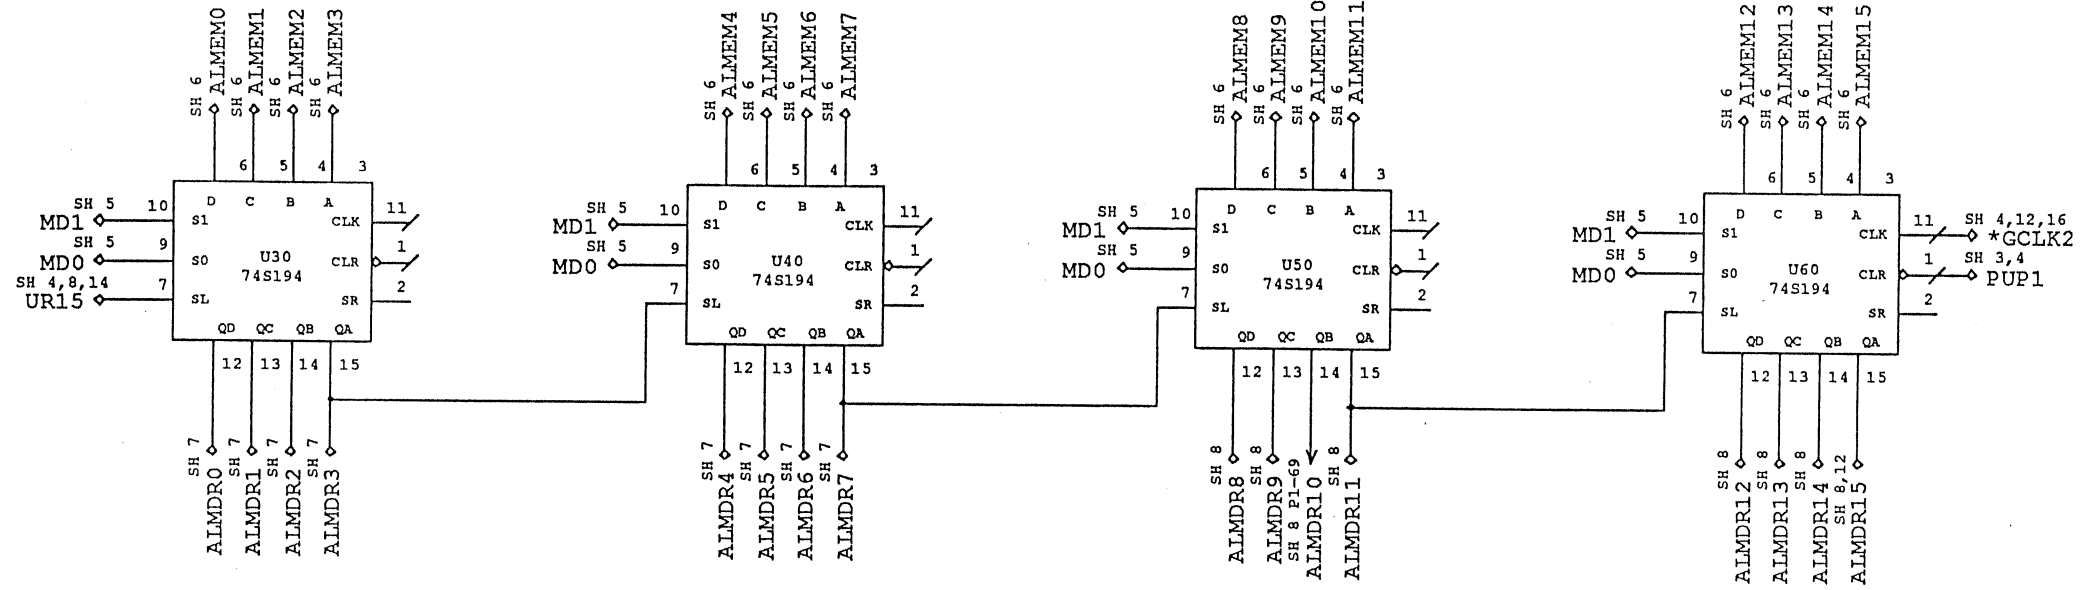 SH 6 ALMEM0
SH 6 ALMEM1
SH 6 ALMEM2
SH 6 ALMEM3
6 5 4 3
D C B A
SH 5
MD1 10 S1 CLK 11
SH 5
MD0 9 S0 U30 CLR 1
74S194
SH 4,8,14
UR15 7 SL SR 2
QD QC QB QA
12 13 14 15
SH 7 ALMDR0
SH 7 ALMDR1
SH 7 ALMDR2
SH 7 ALMDR3
SH 6 ALMEM4
SH 6 ALMEM5
SH 6 ALMEM6
SH 6 ALMEM7
6 5 4 3
D C B A
SH 5
MD1 10 S1 CLK 11
SH 5
MD0 9 S0 U40 CLR 1
74S194
7 SL SR 2
QD QC QB QA
12 13 14 15
SH 7 ALMDR4
SH 7 ALMDR5
SH 7 ALMDR6
SH 7 ALMDR7
SH 6 ALMEM8
SH 6 ALMEM9
SH 6 ALMEM10
SH 6 ALMEM11
6 5 4 3
D C B A
SH 5
MD1 10 S1 CLK 11
SH 5
MD0 9 S0 U50 CLR 1
74S194
7 SL SR 2
QD QC QB QA
12 13 14 15
SH 8 ALMDR8
SH 8 ALMDR9
SH 8 P1-69 ALMDR10
SH 8 ALMDR11
SH 6 ALMEM12
SH 6 ALMEM13
SH 6 ALMEM14
SH 6 ALMEM15
6 5 4 3
D C B A
SH 5
MD1 10 S1 CLK 11
SH 4,12,16
*GCLK2
SH 5
MD0 9 S0 U60 CLR 1
74S194
SH 3,4
PUP1
7 SL SR 2
QD QC QB QA
12 13 14 15
SH 8 ALMDR12
SH 8 ALMDR13
SH 8 ALMDR14
SH 8,12 ALMDR15